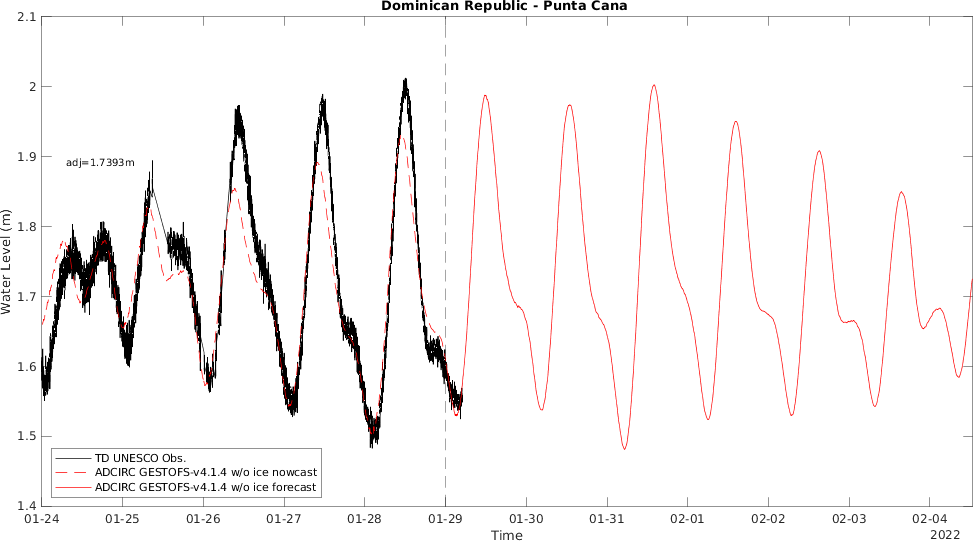 Dominican Republic - Punta Cana
2.1
2
1.9
1.8
1.7
1.6
1.5
1.4
Water Level (m)
adj=1.7393m
TD UNESCO Obs.
ADCIRC GESTOFS-v4.1.4 w/o ice nowcast
ADCIRC GESTOFS-v4.1.4 w/o ice forecast
01-24 01-25 01-26 01-27 01-28 01-29 01-30 01-31 02-01 02-02 02-03 02-04
Time
2022